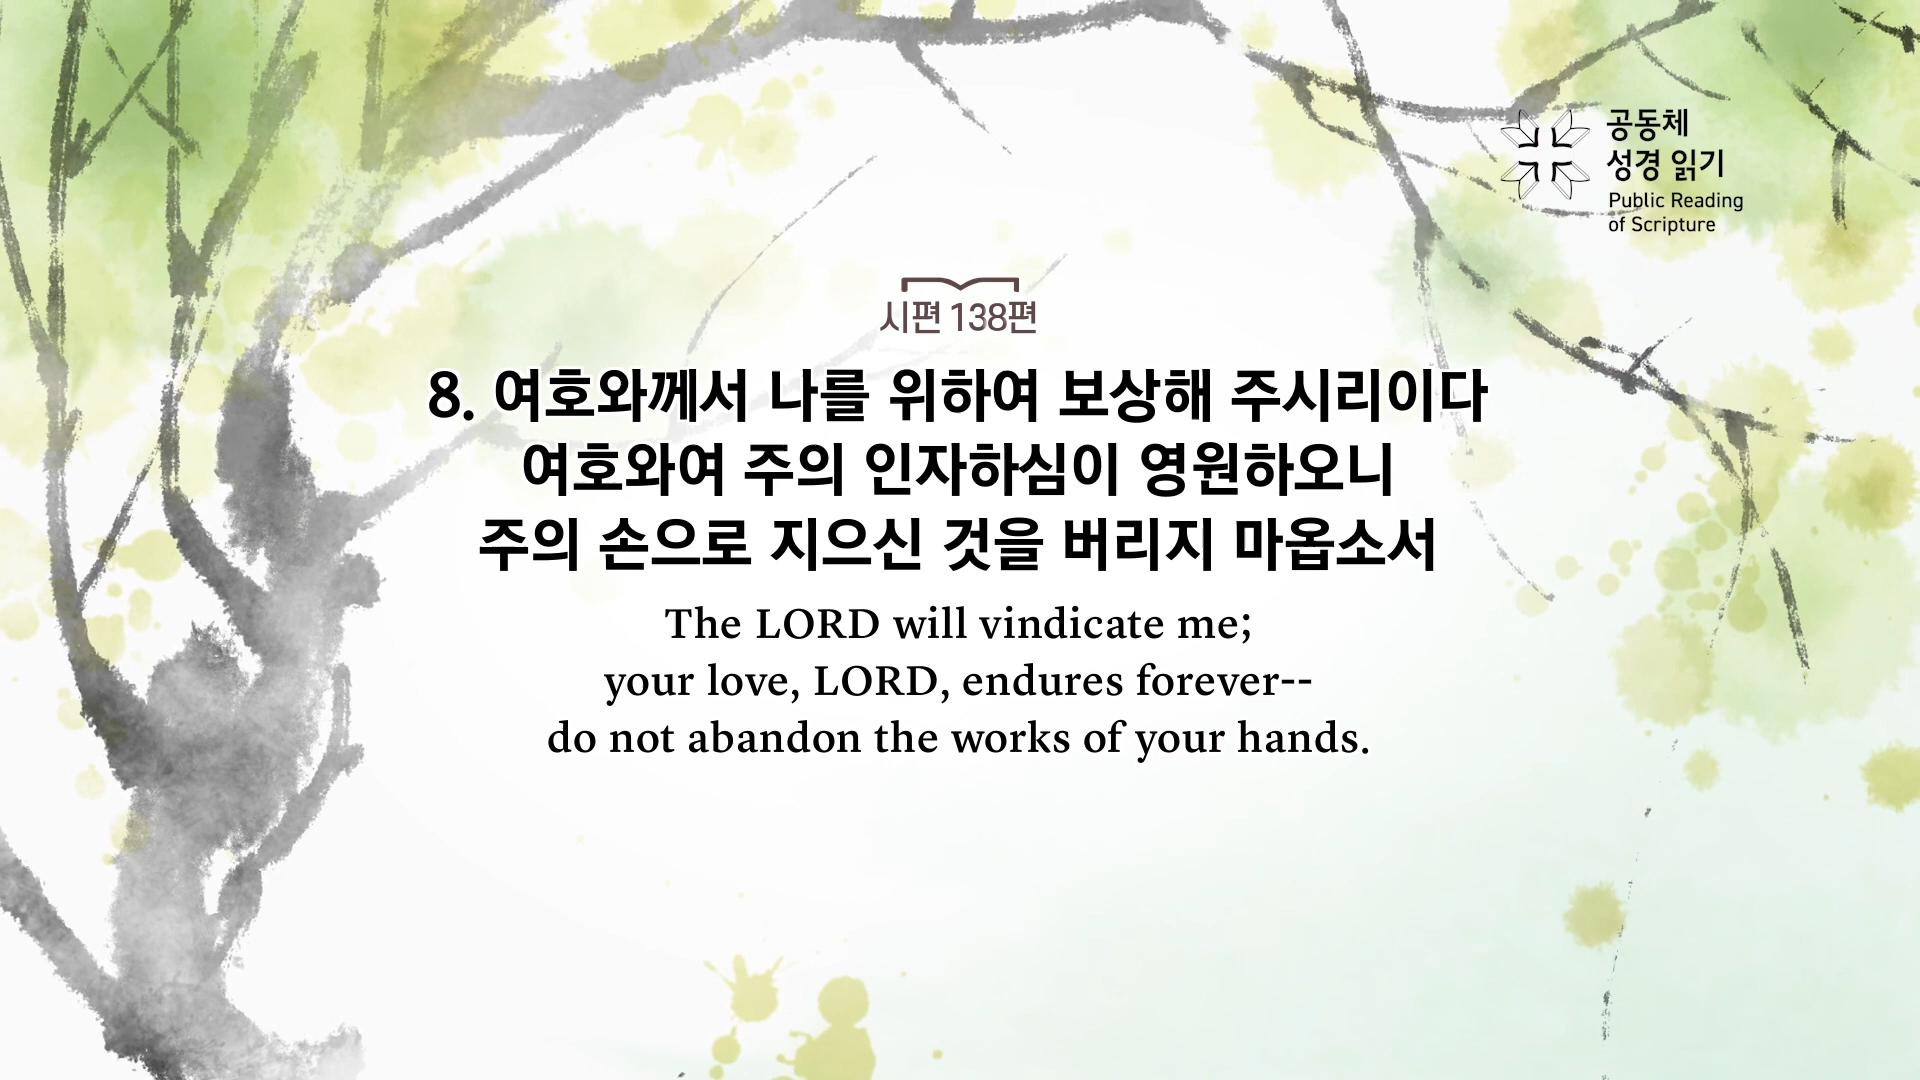 공동체
성경 읽기
Public Reading
of Scripture
시편 138편
8. 여호와께서 나를 위하여 보상해 주시리이다
여호와여 주의 인자하심이 영원하오니
주의 손으로 지으신 것을 버리지 마옵소서
The LORD will vindicate me;
your love, LORD, endures forever--
do not abandon the works of your hands.